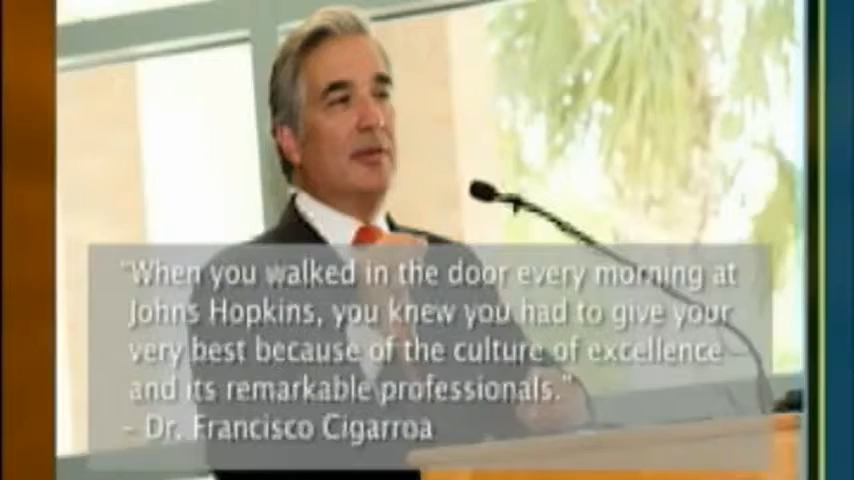 "When you walked in the door every morning at
Johns Hopkins, you knew you had to give your
very best because of the culture of excellence –
and its remarkable professionals."
– Dr. Francisco Cigarroa